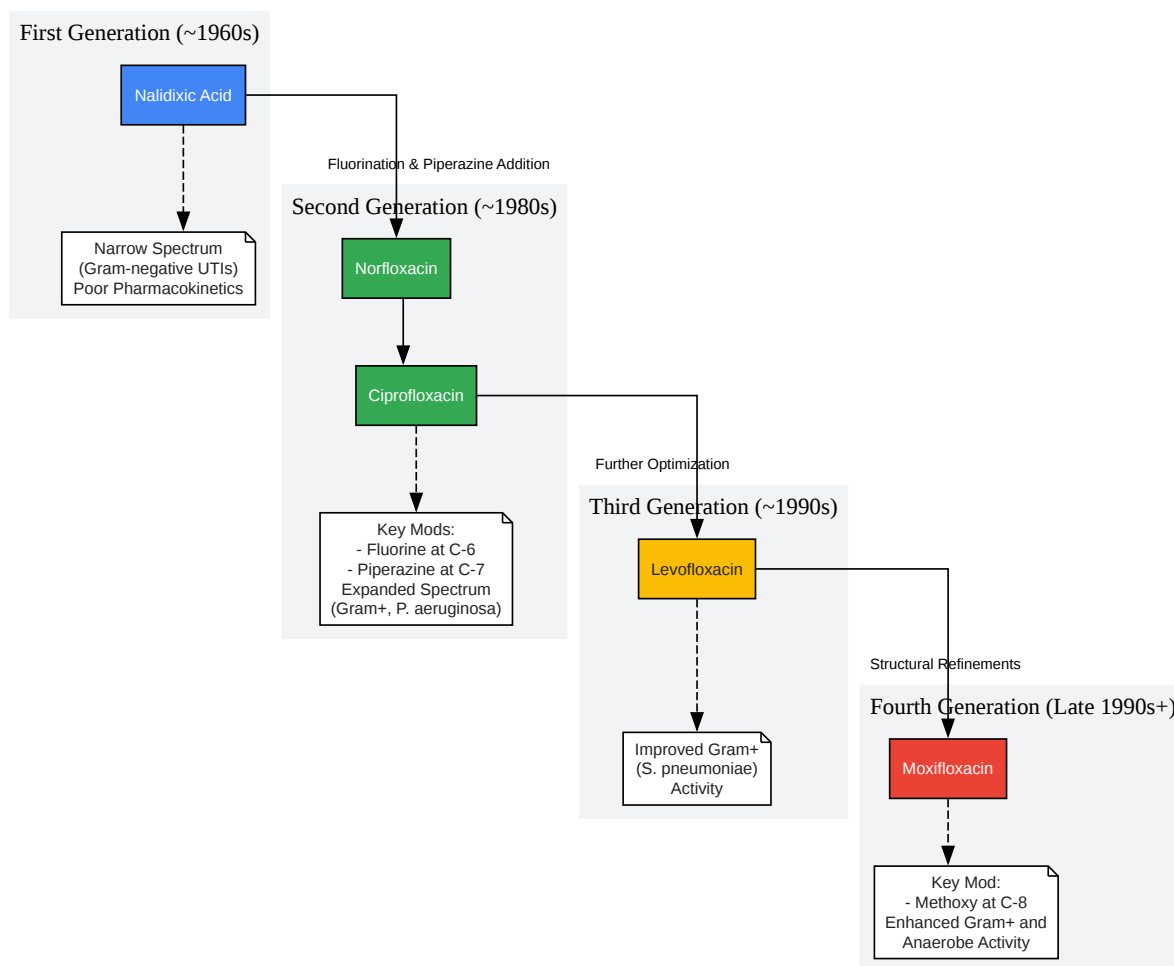 First Generation (~1960s)
Nalidixic Acid
Narrow Spectrum
(Gram-negative UTIs)
Poor Pharmacokinetics
Fluorination & Piperazine Addition
Second Generation (~1980s)
Norfloxacin
Ciprofloxacin
Key Mods:
- Fluorine at C-6
- Piperazine at C-7
Expanded Spectrum
(Gram+, P. aeruginosa)
Further Optimization
Third Generation (~1990s)
Levofloxacin
Improved Gram+
(S. pneumoniae)
Activity
Structural Refinements
Fourth Generation (Late 1990s+)
Moxifloxacin
Key Mod:
- Methoxy at C-8
Enhanced Gram+ and
Anaerobe Activity